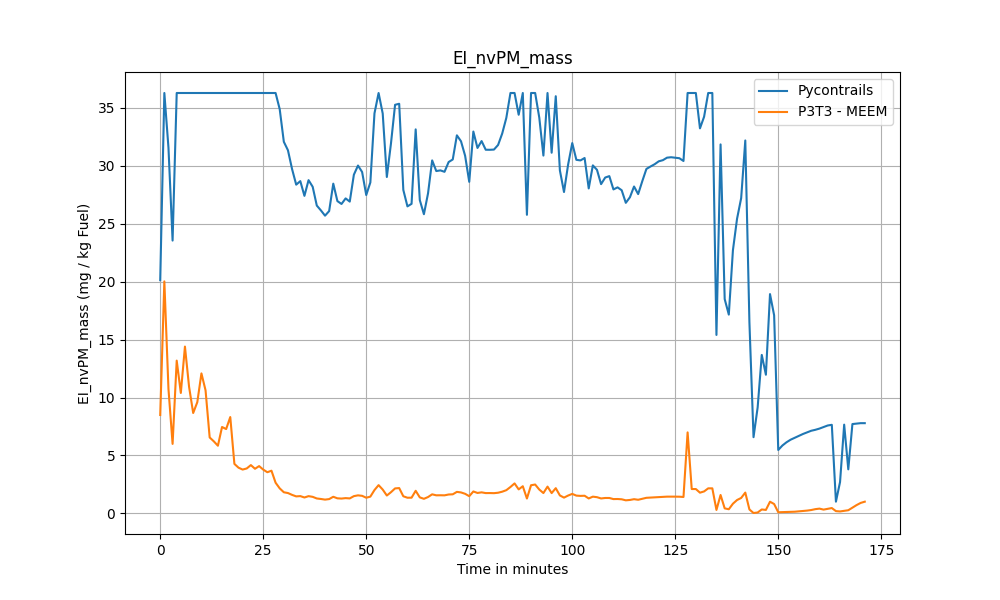 EI_nvPM_mass
Pycontrails
P3T3 - MEEM
EI_nvPM_mass (mg / kg Fuel)
35
30
25
20
15
10
5
0
0 25 50 75 100 125 150 175
Time in minutes